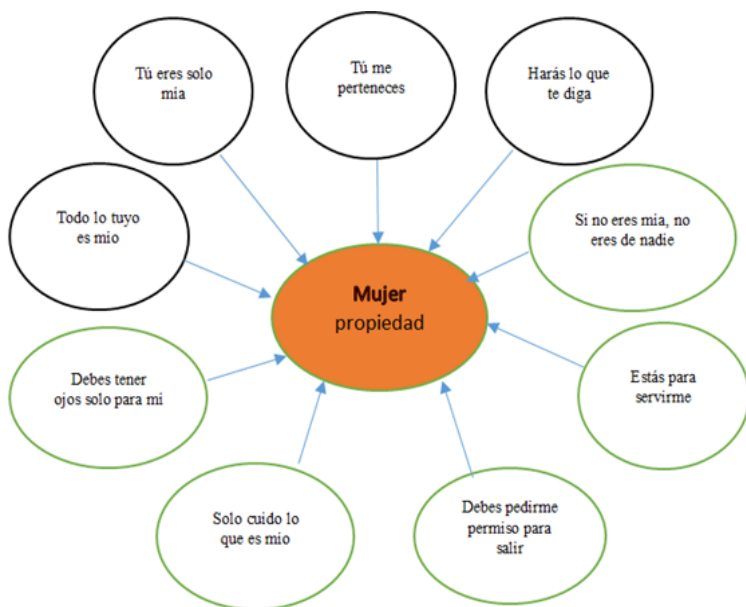 Tú eres solo
mia
Tú me
perteneces
Harás lo que
te diga
Todo lo tuyo
es mio
Si no eres mia, no
eres de nadie
Mujer
propiedad
Debes tener
ojos solo para mi
Estás para
servirme
Solo cuido lo
que es mio
Debes pedirme
permiso para
salir